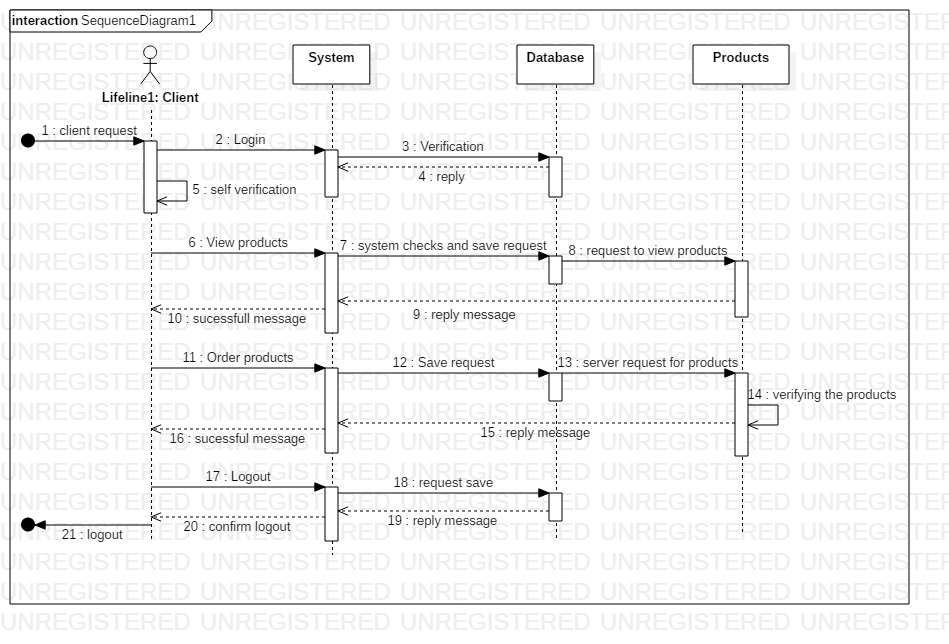 interaction SequenceDiagram1
System
Database
Products
Lifeline1: Client
1 : client request
2 : Login
3 : Verification
4 : reply
5 : self verification
6 : View products
7 : system checks and save request
8 : request to view products
9 : reply message
10 : sucessfull message
11 : Order products
12 : Save request
13 : server request for products
14 : verifying the products
15 : reply message
16 : sucessful message
17 : Logout
18 : request save
19 : reply message
20 : confirm logout
21 : logout
UNREGISTERED UNREGISTERED UNREGISTERED UNREGISTERED UNREGISTERED